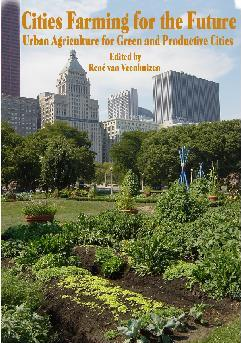 Cities Farming for the Future
Urban Agriculture for Green and Productive Cities
Edited by
René van Veenhuizen